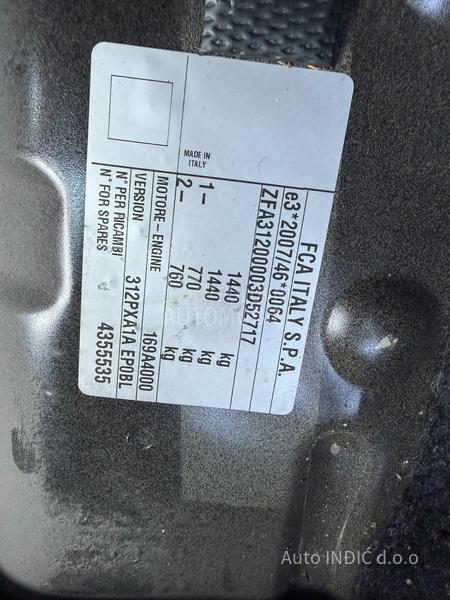 FCA ITALY S.P.A.
e3*2007/46*0064
ZFA31200003D52717
1440 kg
1440 kg
1- 770 kg
2- 760 kg
MOTORE - ENGINE 169A4000
VERSION 312PXA1A EP0BL
N° PER RICAMBI
N° FOR SPARES 4355535
MADE IN
ITALY
Auto INĐIĆ d.o.o